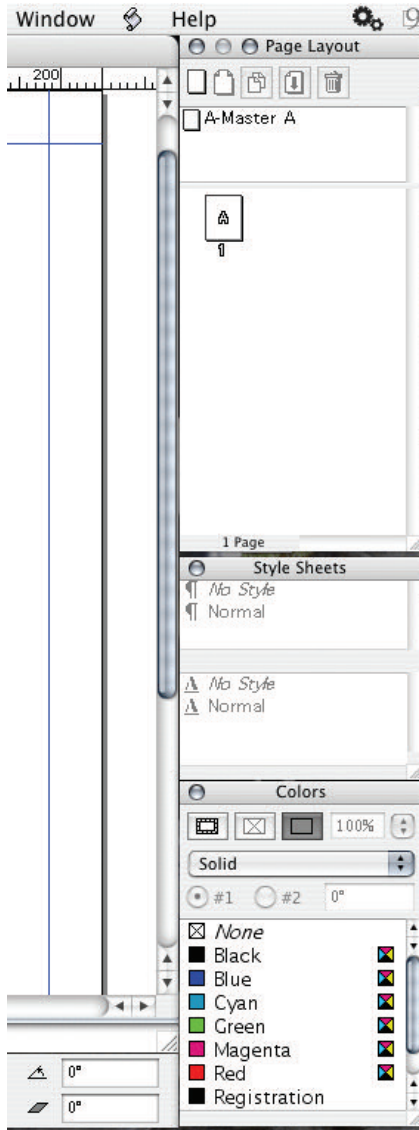 Window Help
Page Layout
200
A-Master A
A
1
1 Page
Style Sheets
¶ No Style
¶ Normal
A No Style
A Normal
Colors
100%
Solid
#1 #2 0°
None
Black
Blue
Cyan
Green
Magenta
Red
Registration
0°
0°